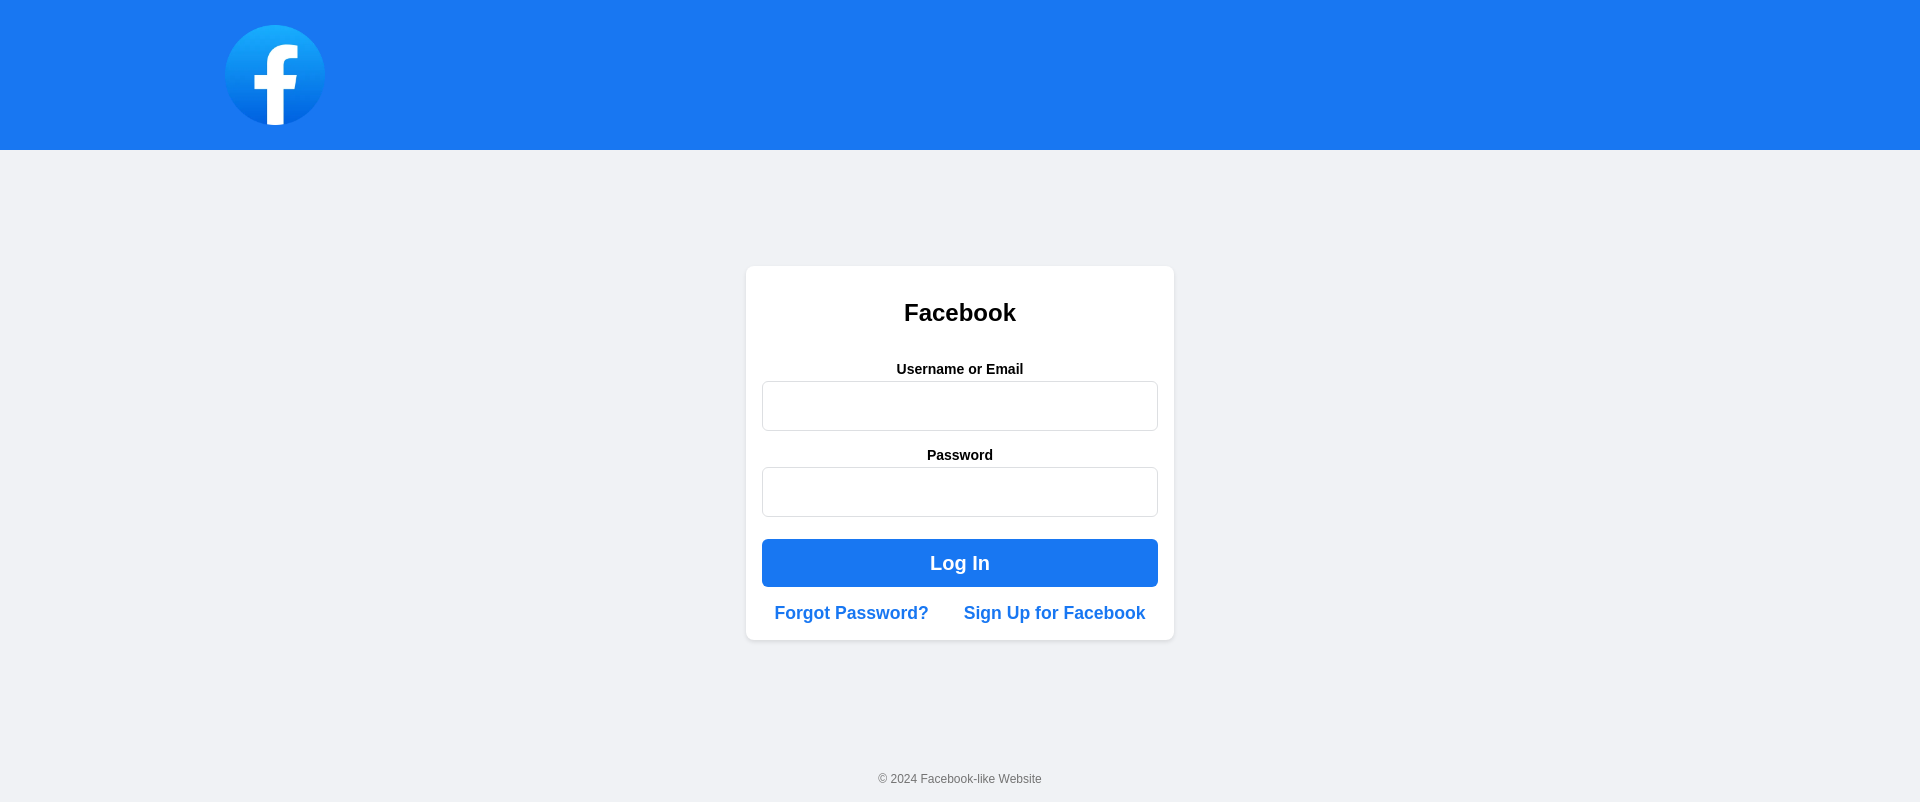 Facebook
Username or Email
Password
Log In
Forgot Password? Sign Up for Facebook
© 2024 Facebook-like Website